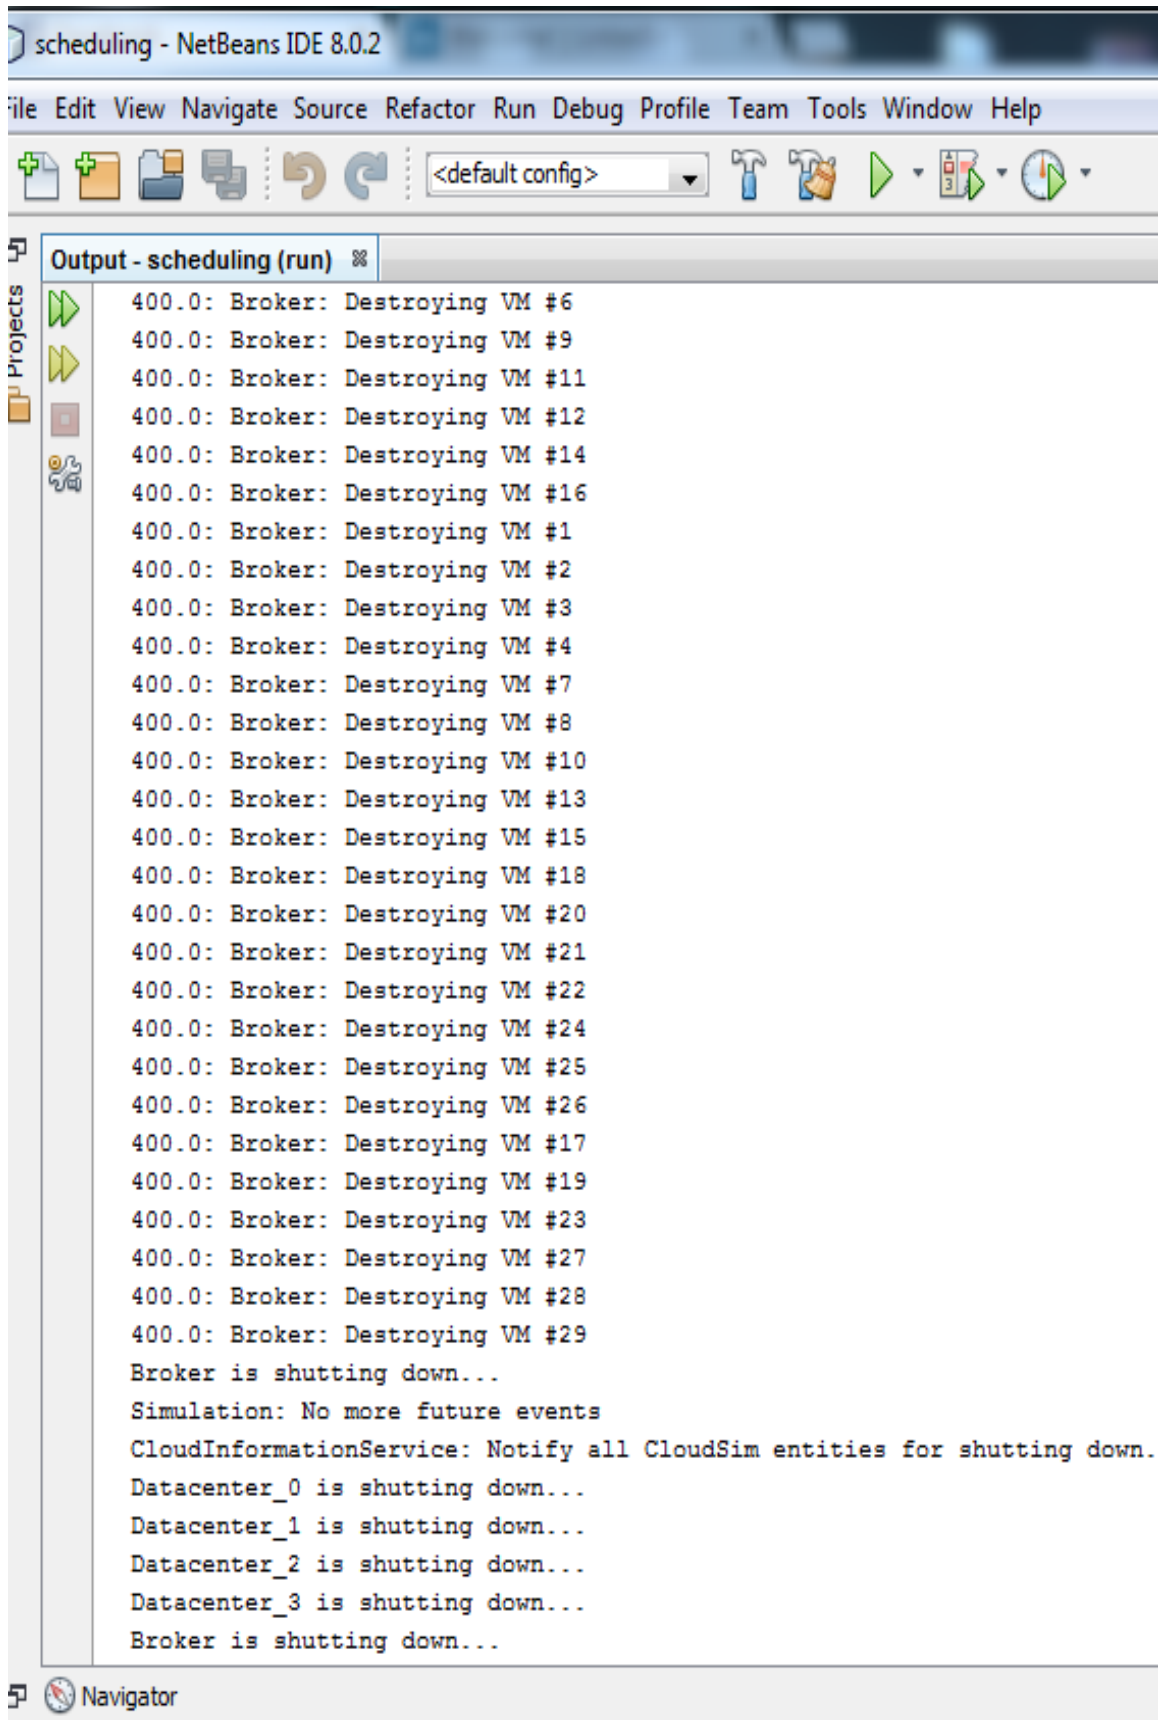 scheduling - NetBeans IDE 8.0.2
File Edit View Navigate Source Refactor Run Debug Profile Team Tools Window Help
<default config>
Projects
Output - scheduling (run)
400.0: Broker: Destroying VM #6
400.0: Broker: Destroying VM #9
400.0: Broker: Destroying VM #11
400.0: Broker: Destroying VM #12
400.0: Broker: Destroying VM #14
400.0: Broker: Destroying VM #16
400.0: Broker: Destroying VM #1
400.0: Broker: Destroying VM #2
400.0: Broker: Destroying VM #3
400.0: Broker: Destroying VM #4
400.0: Broker: Destroying VM #7
400.0: Broker: Destroying VM #8
400.0: Broker: Destroying VM #10
400.0: Broker: Destroying VM #13
400.0: Broker: Destroying VM #15
400.0: Broker: Destroying VM #18
400.0: Broker: Destroying VM #20
400.0: Broker: Destroying VM #21
400.0: Broker: Destroying VM #22
400.0: Broker: Destroying VM #24
400.0: Broker: Destroying VM #25
400.0: Broker: Destroying VM #26
400.0: Broker: Destroying VM #17
400.0: Broker: Destroying VM #19
400.0: Broker: Destroying VM #23
400.0: Broker: Destroying VM #27
400.0: Broker: Destroying VM #28
400.0: Broker: Destroying VM #29
Broker is shutting down...
Simulation: No more future events
CloudInformationService: Notify all CloudSim entities for shutting down.
Datacenter_0 is shutting down...
Datacenter_1 is shutting down...
Datacenter_2 is shutting down...
Datacenter_3 is shutting down...
Broker is shutting down...
Navigator